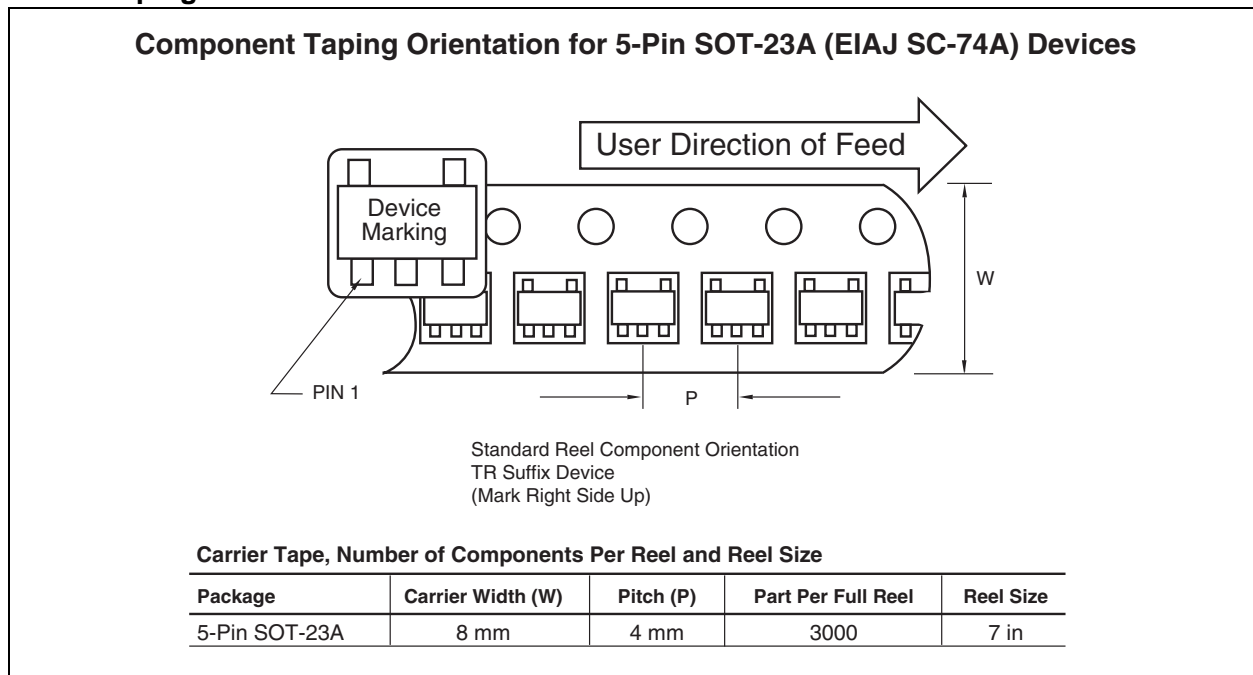 Component Taping Orientation for 5-Pin SOT-23A (EIAJ SC-74A) Devices
User Direction of Feed
Device
Marking
W
PIN 1
P
Standard Reel Component Orientation
TR Suffix Device
(Mark Right Side Up)
Carrier Tape, Number of Components Per Reel and Reel Size
Package Carrier Width (W) Pitch (P) Part Per Full Reel Reel Size
5-Pin SOT-23A 8 mm 4 mm 3000 7 in